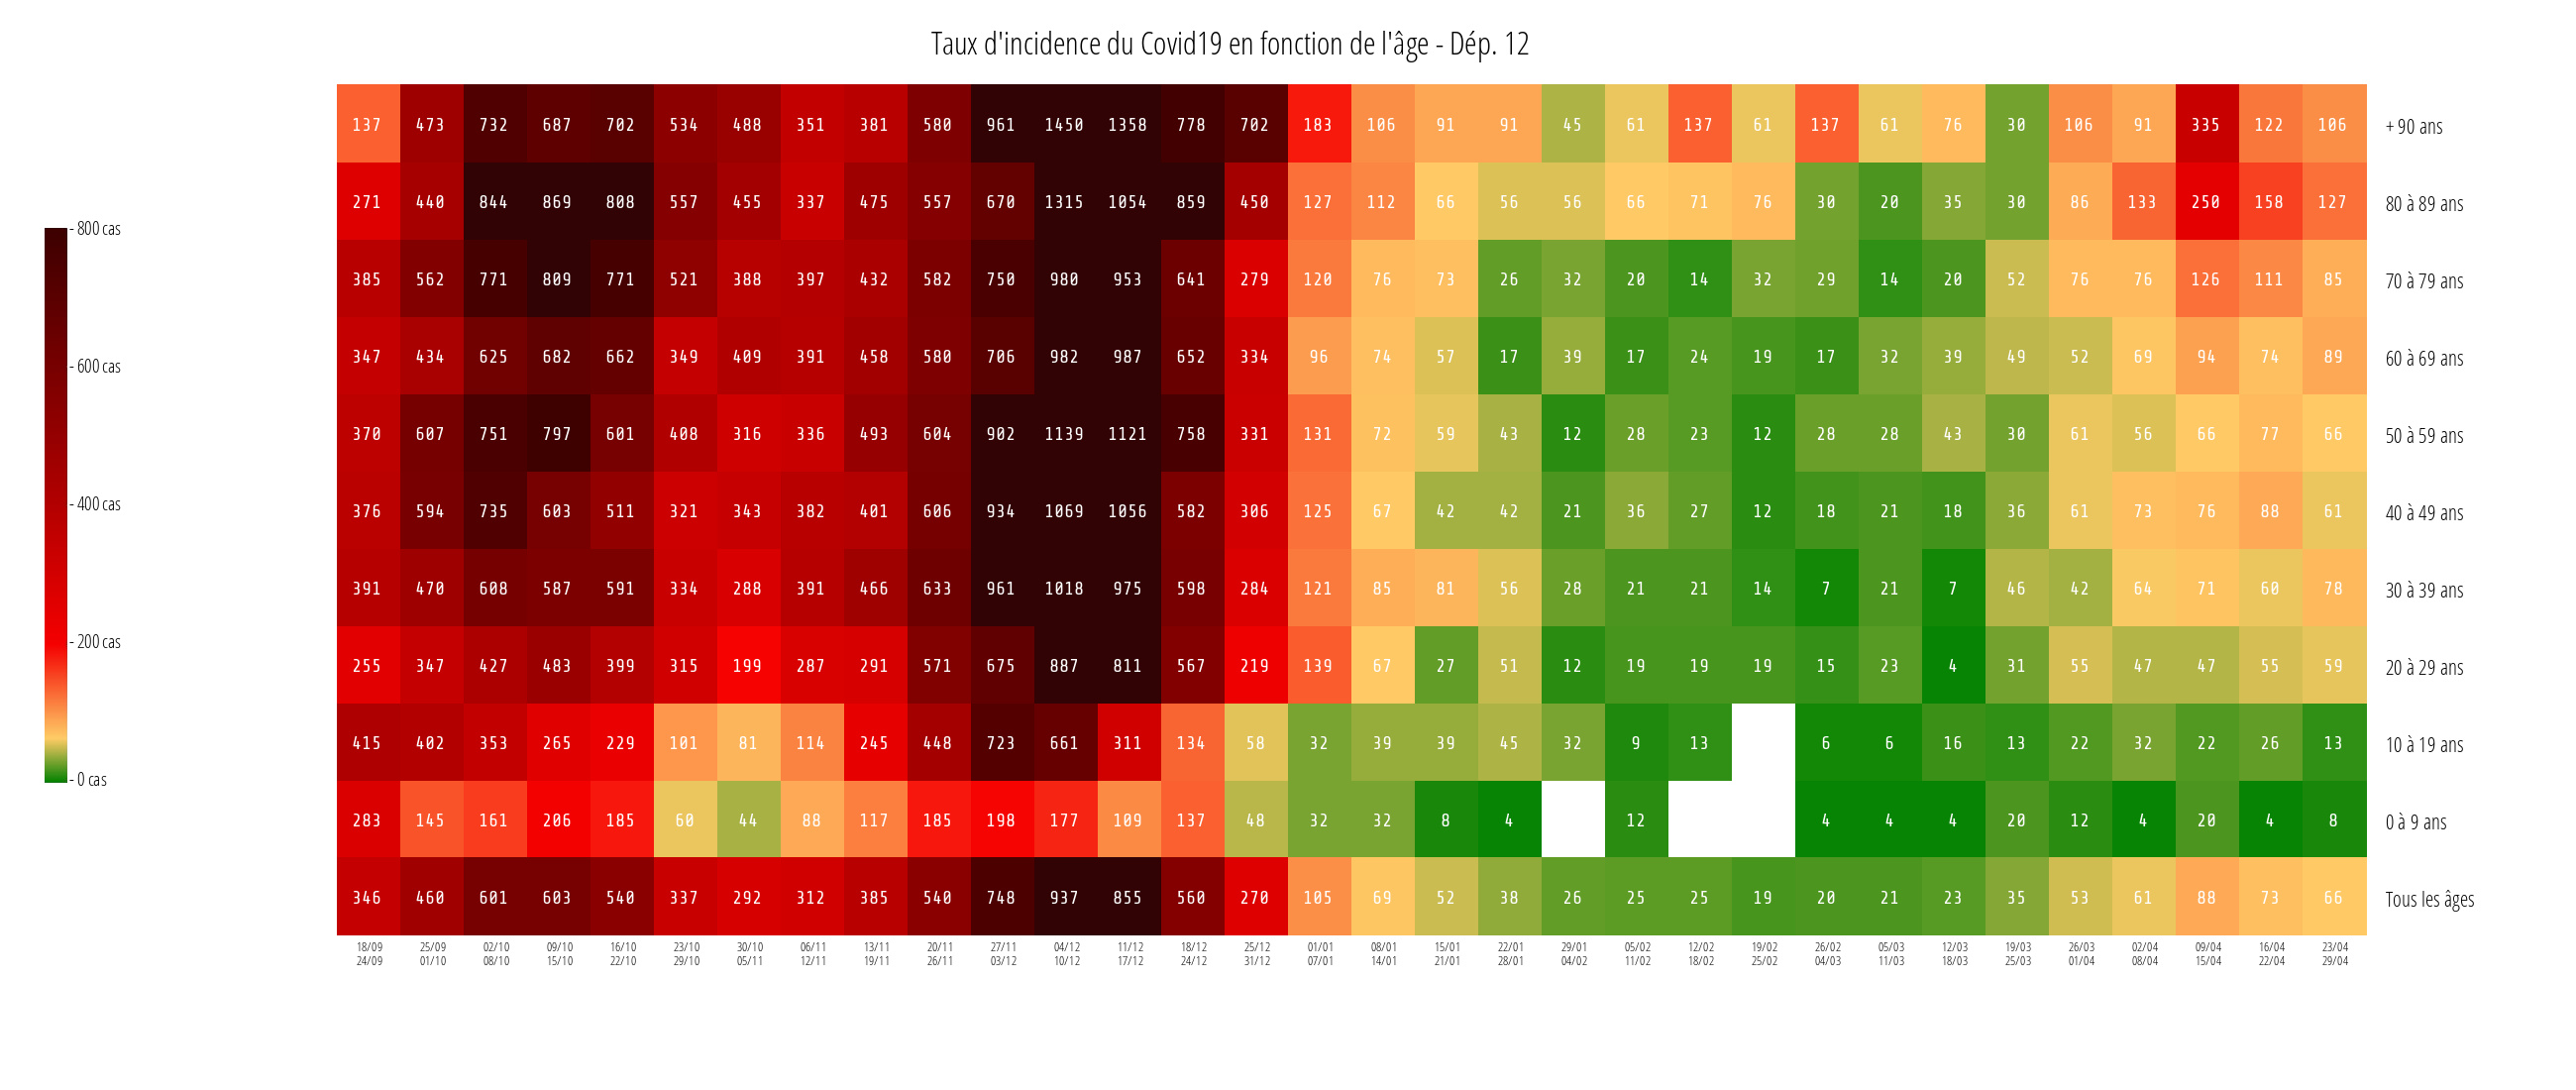 Taux d'incidence du Covid19 en fonction de l'âge - Dép. 12
- 800 cas
- 600 cas
- 400 cas
- 200 cas
- 0 cas
137 473 732 687 702 534 488 351 381 580 961 1450 1358 778 702 183 106 91 91 45 61 137 61 137 61 76 30 106 91 335 122 106 + 90 ans
271 440 844 869 808 557 455 337 475 557 670 1315 1054 859 450 127 112 66 56 56 66 71 76 30 20 35 30 86 133 250 158 127 80 à 89 ans
385 562 771 809 771 521 388 397 432 582 750 980 953 641 279 120 76 73 26 32 20 14 32 29 14 20 52 76 76 126 111 85 70 à 79 ans
347 434 625 682 662 349 409 391 458 580 706 982 987 652 334 96 74 57 17 39 17 24 19 17 32 39 49 52 69 94 74 89 60 à 69 ans
370 607 751 797 601 408 316 336 493 604 902 1139 1121 758 331 131 72 59 43 12 28 23 12 28 28 43 30 61 56 66 77 66 50 à 59 ans
376 594 735 603 511 321 343 382 401 606 934 1069 1056 582 306 125 67 42 42 21 36 27 12 18 21 18 36 61 73 76 88 61 40 à 49 ans
391 470 608 587 591 334 288 391 466 633 961 1018 975 598 284 121 85 81 56 28 21 21 14 7 21 7 46 42 64 71 60 78 30 à 39 ans
255 347 427 483 399 315 199 287 291 571 675 887 811 567 219 139 67 27 51 12 19 19 19 15 23 4 31 55 47 47 55 59 20 à 29 ans
415 402 353 265 229 101 81 114 245 448 723 661 311 134 58 32 39 39 45 32 9 13 6 6 16 13 22 32 22 26 13 10 à 19 ans
283 145 161 206 185 60 44 88 117 185 198 177 109 137 48 32 32 8 4 12 4 4 4 20 12 4 20 4 8 0 à 9 ans
346 460 601 603 540 337 292 312 385 540 748 937 855 560 270 105 69 52 38 26 25 25 19 20 21 23 35 53 61 88 73 66 Tous les âges
18/09 25/09 02/10 09/10 16/10 23/10 30/10 06/11 13/11 20/11 27/11 04/12 11/12 18/12 25/12 01/01 08/01 15/01 22/01 29/01 05/02 12/02 19/02 26/02 05/03 12/03 19/03 26/03 02/04 09/04 16/04 23/04
24/09 01/10 08/10 15/10 22/10 29/10 05/11 12/11 19/11 26/11 03/12 10/12 17/12 24/12 31/12 07/01 14/01 21/01 28/01 04/02 11/02 18/02 25/02 04/03 11/03 18/03 25/03 01/04 08/04 15/04 22/04 29/04